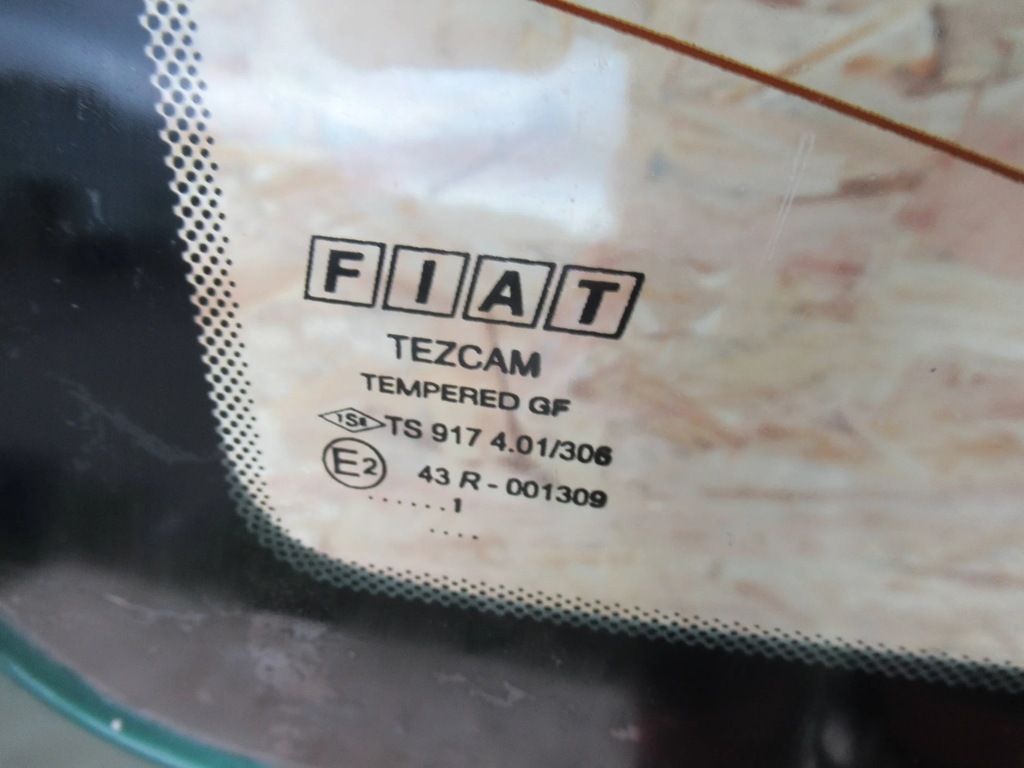 FIAT
TEZCAM
TEMPERED GF
TSE TS 917 4.01/306
E2 43 R - 001309
......1
....